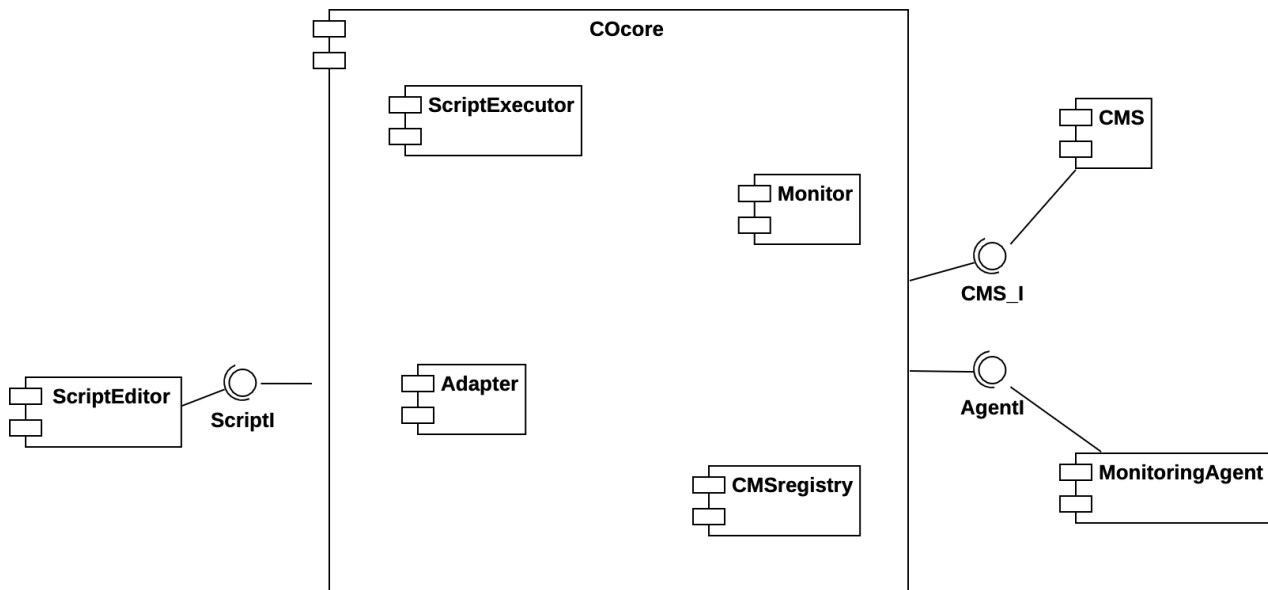 COcore
ScriptExecutor
CMS
Monitor
CMS_I
ScriptEditor
ScriptI
Adapter
AgentI
CMSregistry
MonitoringAgent